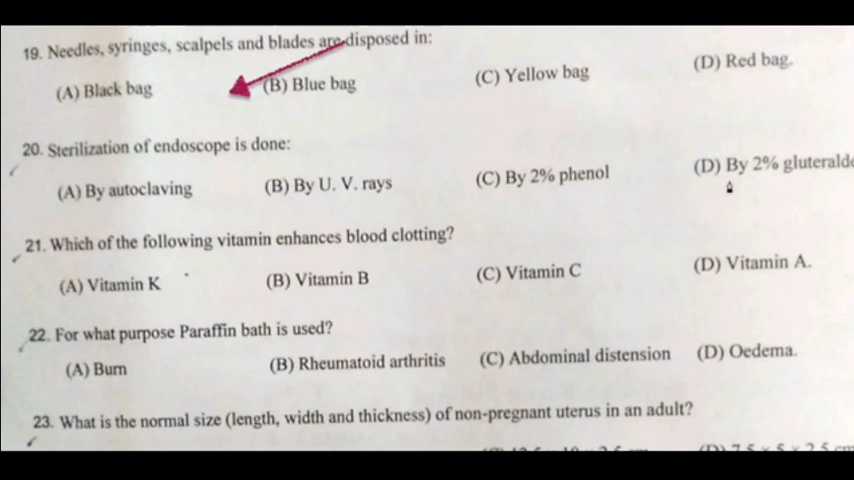 19. Needles, syringes, scalpels and blades are disposed in:
(A) Black bag (B) Blue bag (C) Yellow bag (D) Red bag.
20. Sterilization of endoscope is done:
(A) By autoclaving (B) By U. V. rays (C) By 2% phenol (D) By 2% gluteralde
21. Which of the following vitamin enhances blood clotting?
(A) Vitamin K (B) Vitamin B (C) Vitamin C (D) Vitamin A.
22. For what purpose Paraffin bath is used?
(A) Burn (B) Rheumatoid arthritis (C) Abdominal distension (D) Oedema.
23. What is the normal size (length, width and thickness) of non-pregnant uterus in an adult?